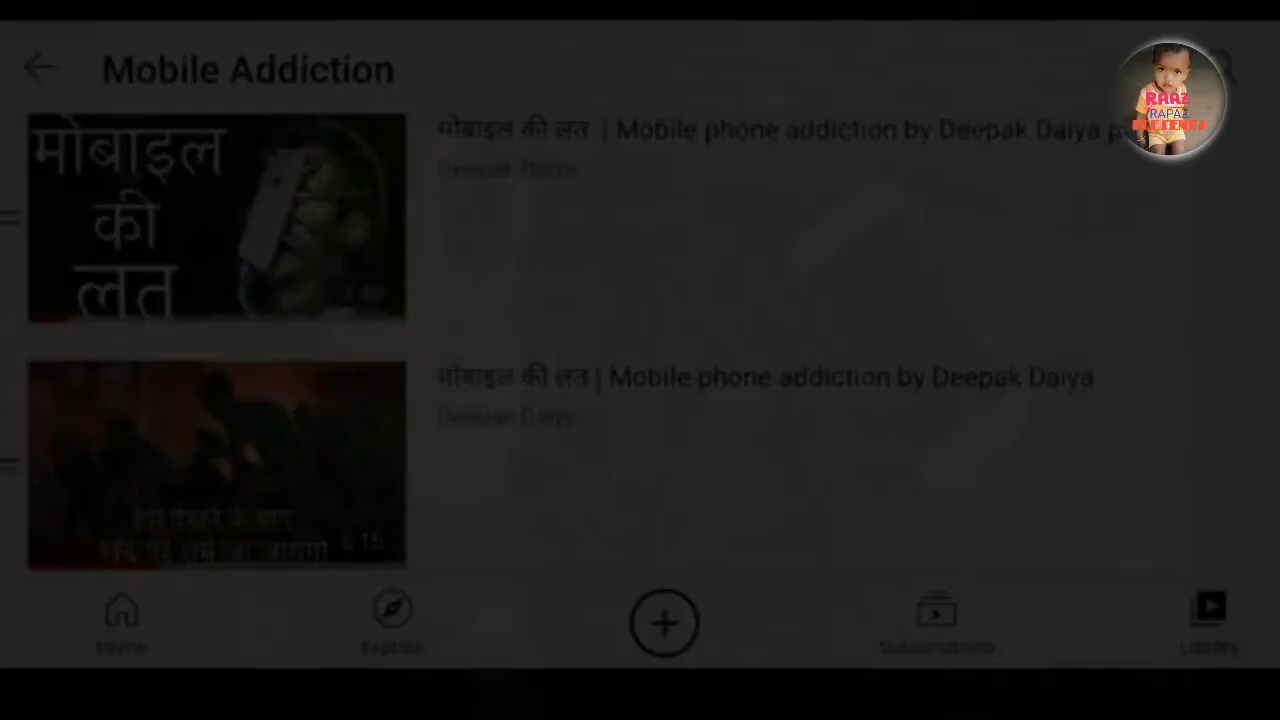 Mobile Addiction
RAAZ
RAPAZ
PRESENTS
मोबाइल
की
लत
मोबाइल की लत | Mobile phone addiction by Deepak Daiya
Deepak Daiya
मोबाइल की लत | Mobile phone addiction by Deepak Daiya
Deepak Daiya
6:15
Home
Explore
Subscriptions
Library